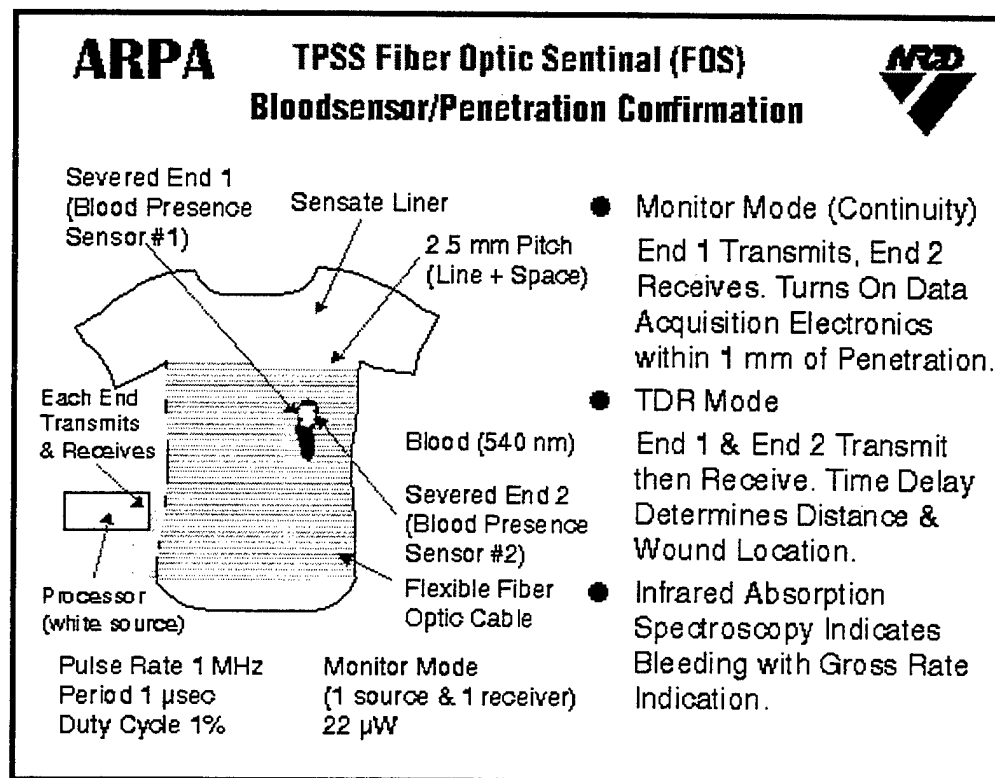 ARPA
TPSS Fiber Optic Sentinal (FOS)
Bloodsensor/Penetration Confirmation
NRaD
Severed End 1
(Blood Presence
Sensor #1)
Sensate Liner
2.5 mm Pitch
(Line + Space)
Each End
Transmits
& Receives
Blood (540 nm)
Severed End 2
(Blood Presence
Sensor #2)
Processor
(white source)
Flexible Fiber
Optic Cable
Pulse Rate 1 MHz
Period 1 µsec
Duty Cycle 1%
Monitor Mode
(1 source & 1 receiver)
22 µW
● Monitor Mode (Continuity)
End 1 Transmits, End 2
Receives. Turns On Data
Acquisition Electronics
within 1 mm of Penetration.
● TDR Mode
End 1 & End 2 Transmit
then Receive. Time Delay
Determines Distance &
Wound Location.
● Infrared Absorption
Spectroscopy Indicates
Bleeding with Gross Rate
Indication.